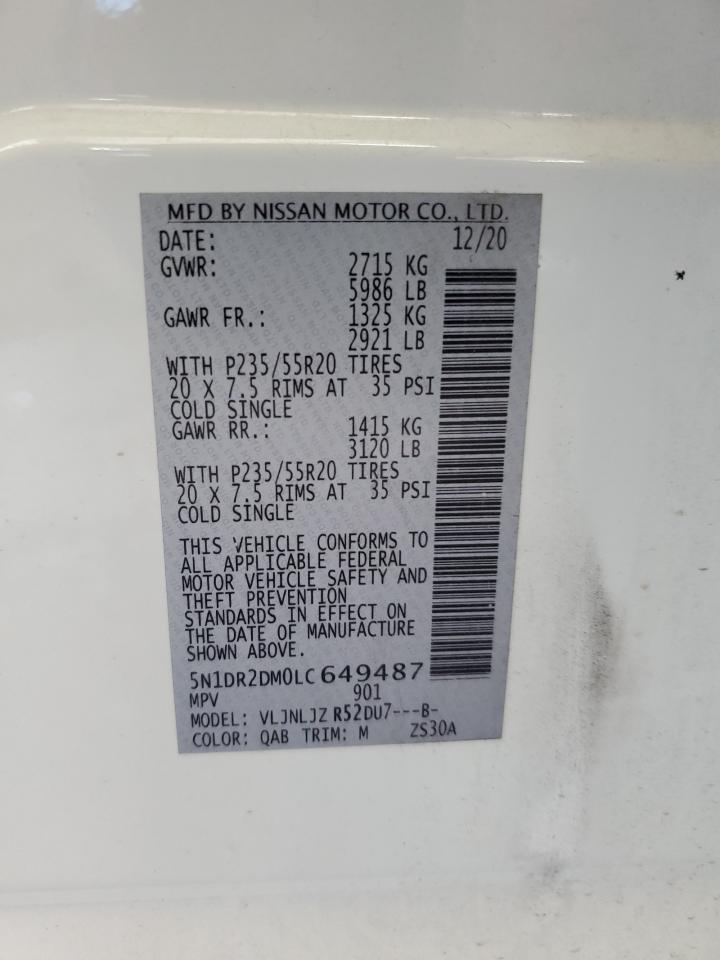 MFD BY NISSAN MOTOR CO., LTD.
DATE: 12/20
GVWR: 2715 KG
5986 LB
GAWR FR.: 1325 KG
2921 LB
WITH P235/55R20 TIRES
20 X 7.5 RIMS AT 35 PSI
COLD SINGLE
GAWR RR.: 1415 KG
3120 LB
WITH P235/55R20 TIRES
20 X 7.5 RIMS AT 35 PSI
COLD SINGLE
THIS VEHICLE CONFORMS TO
ALL APPLICABLE FEDERAL
MOTOR VEHICLE SAFETY AND
THEFT PREVENTION
STANDARDS IN EFFECT ON
THE DATE OF MANUFACTURE
SHOWN ABOVE.
5N1DR2DM0LC649487
MPV 901
MODEL: VLJNLJZ R52DU7---B-
COLOR: QAB TRIM: M ZS30A